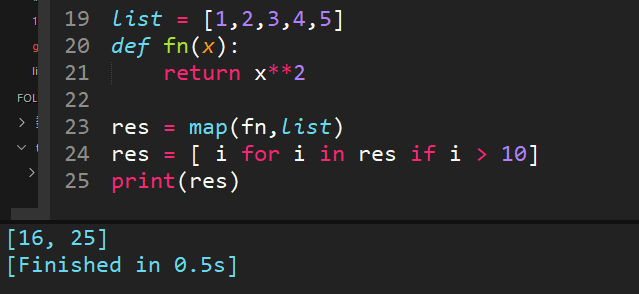 19 list = [1,2,3,4,5]
20 def fn(x):
21     return x**2
22
23 res = map(fn,list)
24 res = [ i for i in res if i > 10]
25 print(res)
FOL
[16, 25]
[Finished in 0.5s]